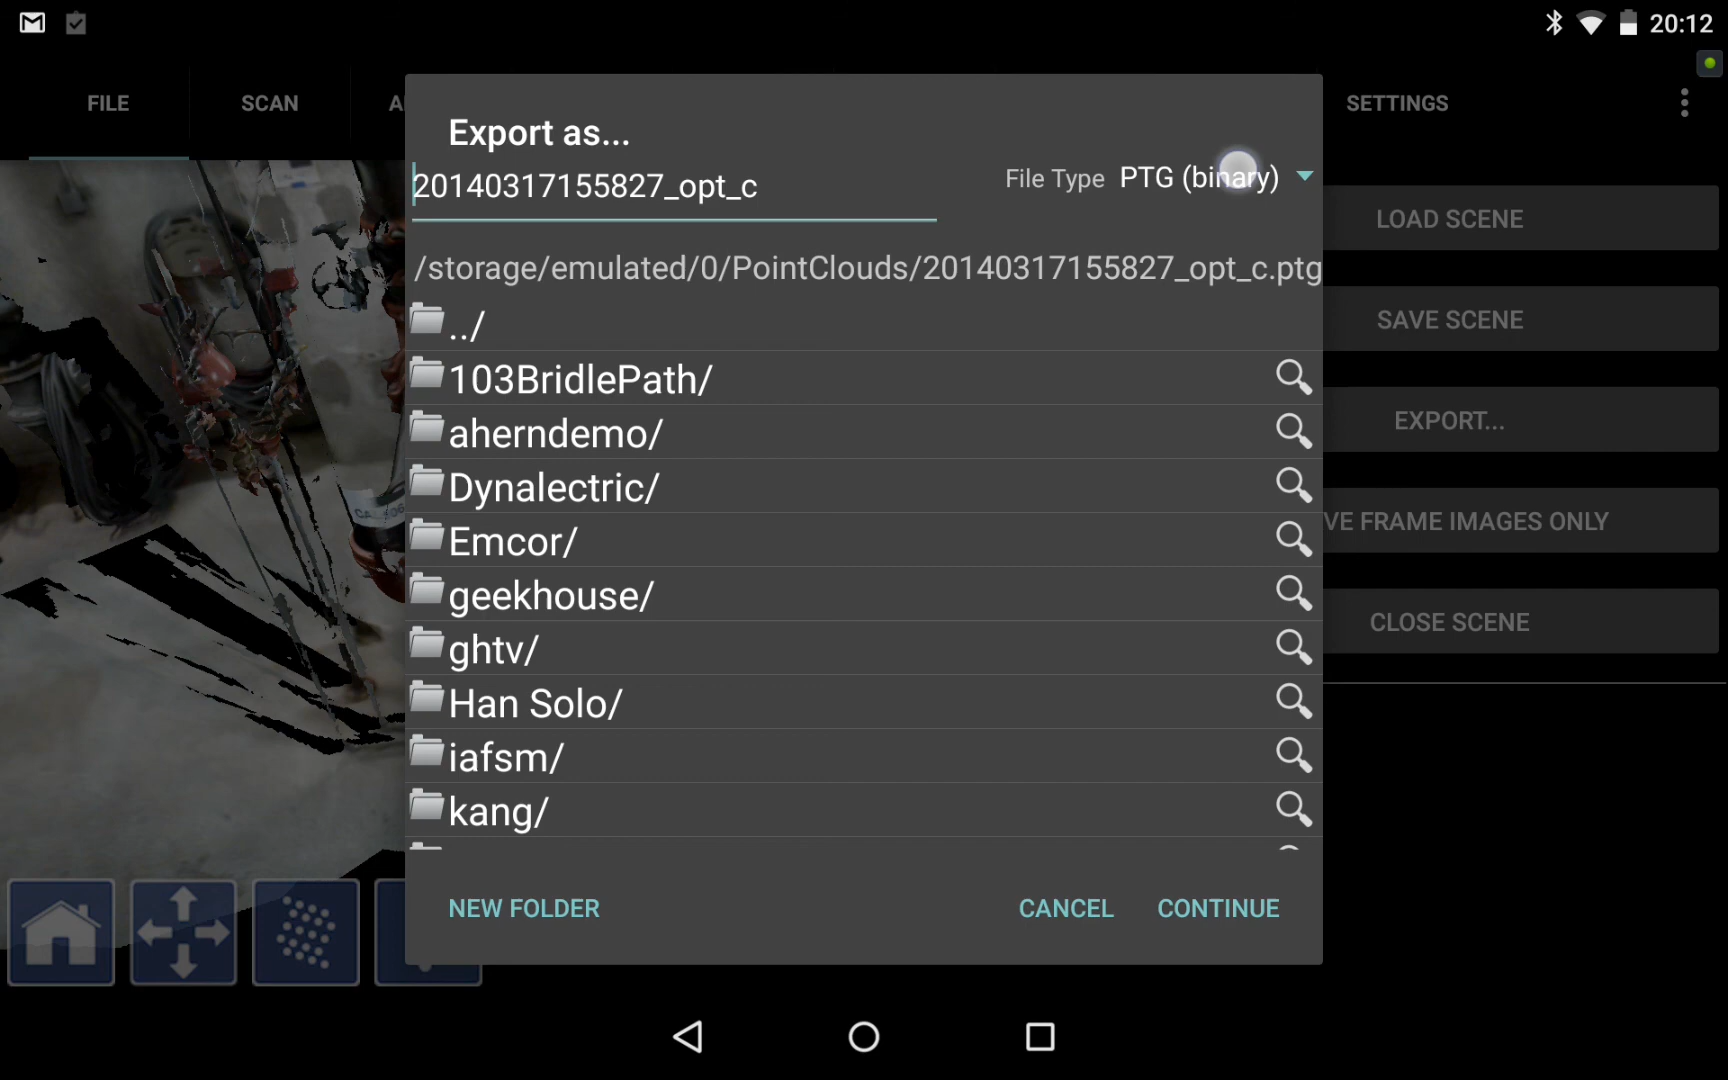 20:12
FILE
SCAN
SETTINGS
Export as...
20140317155827_opt_c
File Type PTG (binary)
/storage/emulated/0/PointClouds/20140317155827_opt_c.ptg
../
103BridlePath/
aherndemo/
Dynalectric/
Emcor/
geekhouse/
ghtv/
Han Solo/
iafsm/
kang/
NEW FOLDER
CANCEL
CONTINUE
LOAD SCENE
SAVE SCENE
EXPORT...
VE FRAME IMAGES ONLY
CLOSE SCENE